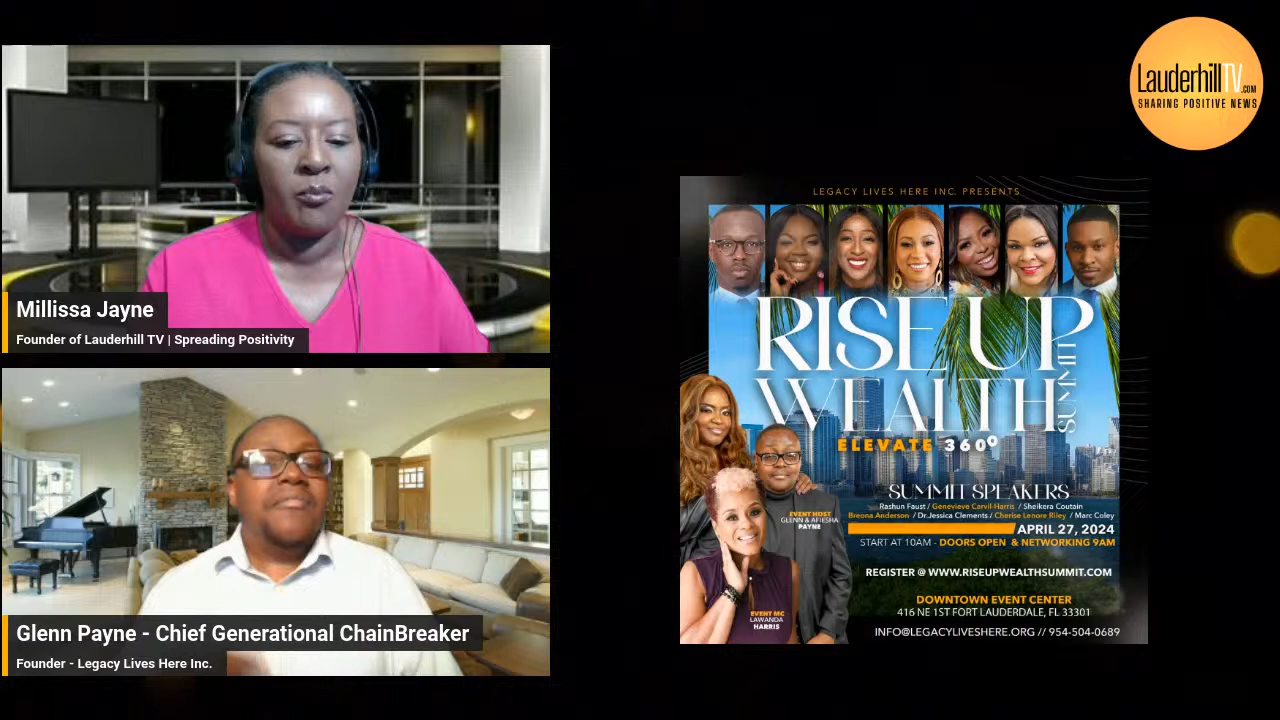 LauderhillTV.COM
SHARING POSITIVE NEWS
Millissa Jayne
Founder of Lauderhill TV | Spreading Positivity
Glenn Payne - Chief Generational ChainBreaker
Founder - Legacy Lives Here Inc.
LEGACY LIVES HERE INC. PRESENTS
RISE UP
WEALTH
SUMMIT
ELEVATE 360°
SUMMIT SPEAKERS
Rashun Faust / Genevieve Carvil-Harris / Sheikera Coutain
Breona Anderson / Dr.Jessica Clements / Cherise Lenore Riley / Marc Coley
APRIL 27, 2024
START AT 10AM - DOORS OPEN & NETWORKING 9AM
REGISTER @ WWW.RISEUPWEALTHSUMMIT.COM
DOWNTOWN EVENT CENTER
416 NE 1ST FORT LAUDERDALE, FL 33301
INFO@LEGACYLIVESHERE.ORG // 954-504-0689
EVENT HOST
GLENN & AFIESHA
PAYNE
EVENT MC
LAWANDA
HARRIS